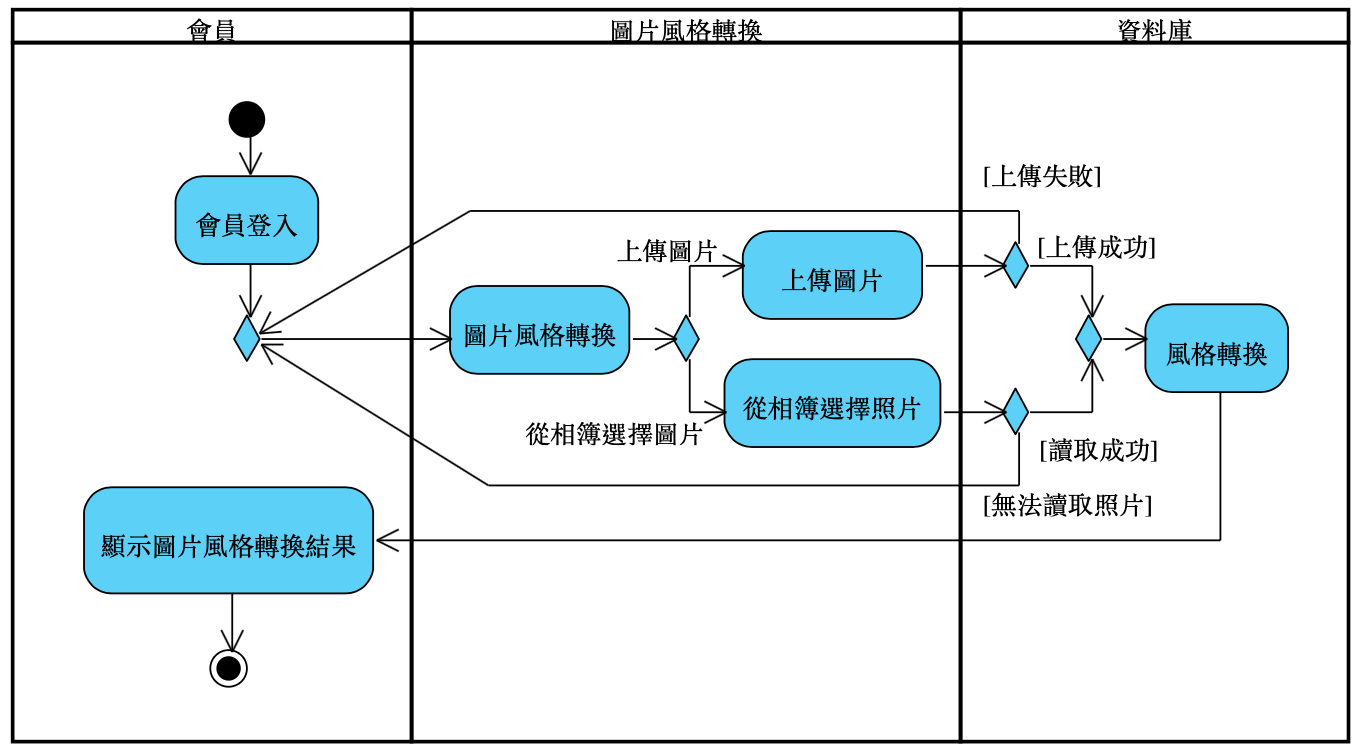 會員
圖片風格轉換
資料庫
[上傳失敗]
會員登入
上傳圖片
[上傳成功]
上傳圖片
圖片風格轉換
風格轉換
從相簿選擇照片
從相簿選擇圖片
[讀取成功]
[無法讀取照片]
顯示圖片風格轉換結果